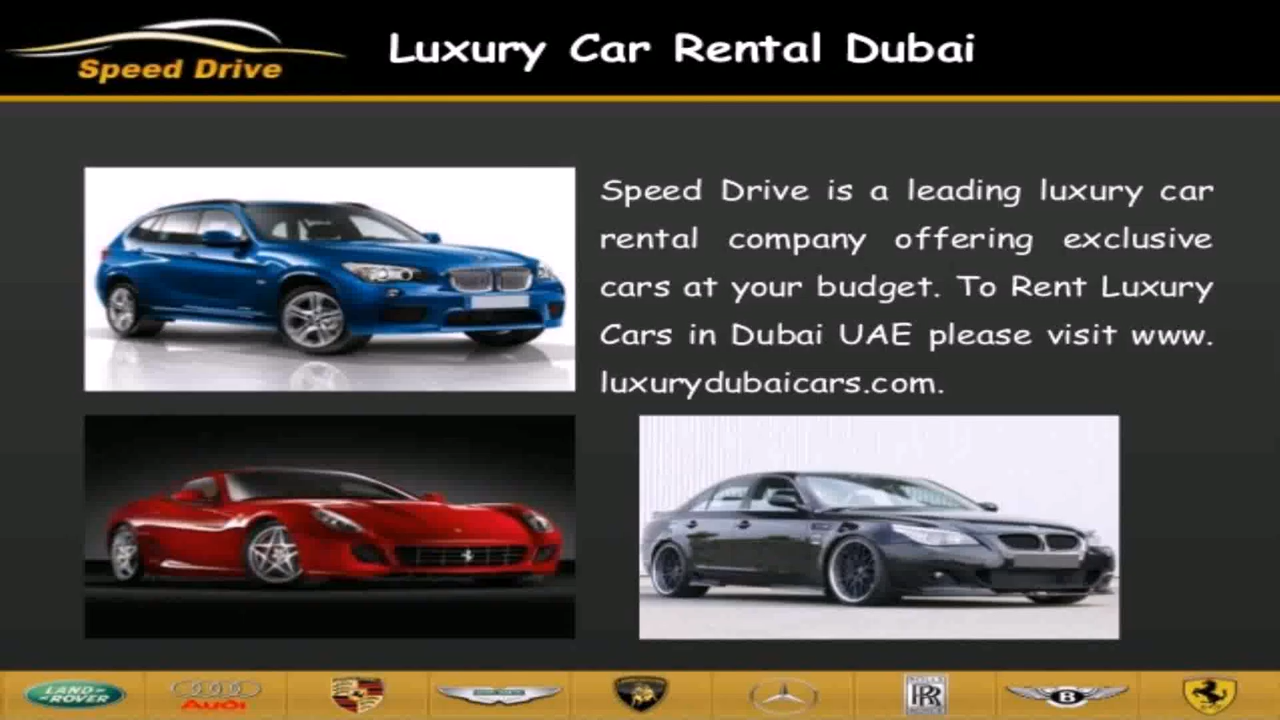 Speed Drive
Luxury Car Rental Dubai
Speed Drive is a leading luxury car
rental company offering exclusive
cars at your budget. To Rent Luxury
Cars in Dubai UAE please visit www.
luxurydubaicars.com.
LAND ROVER
Audi
RR
B